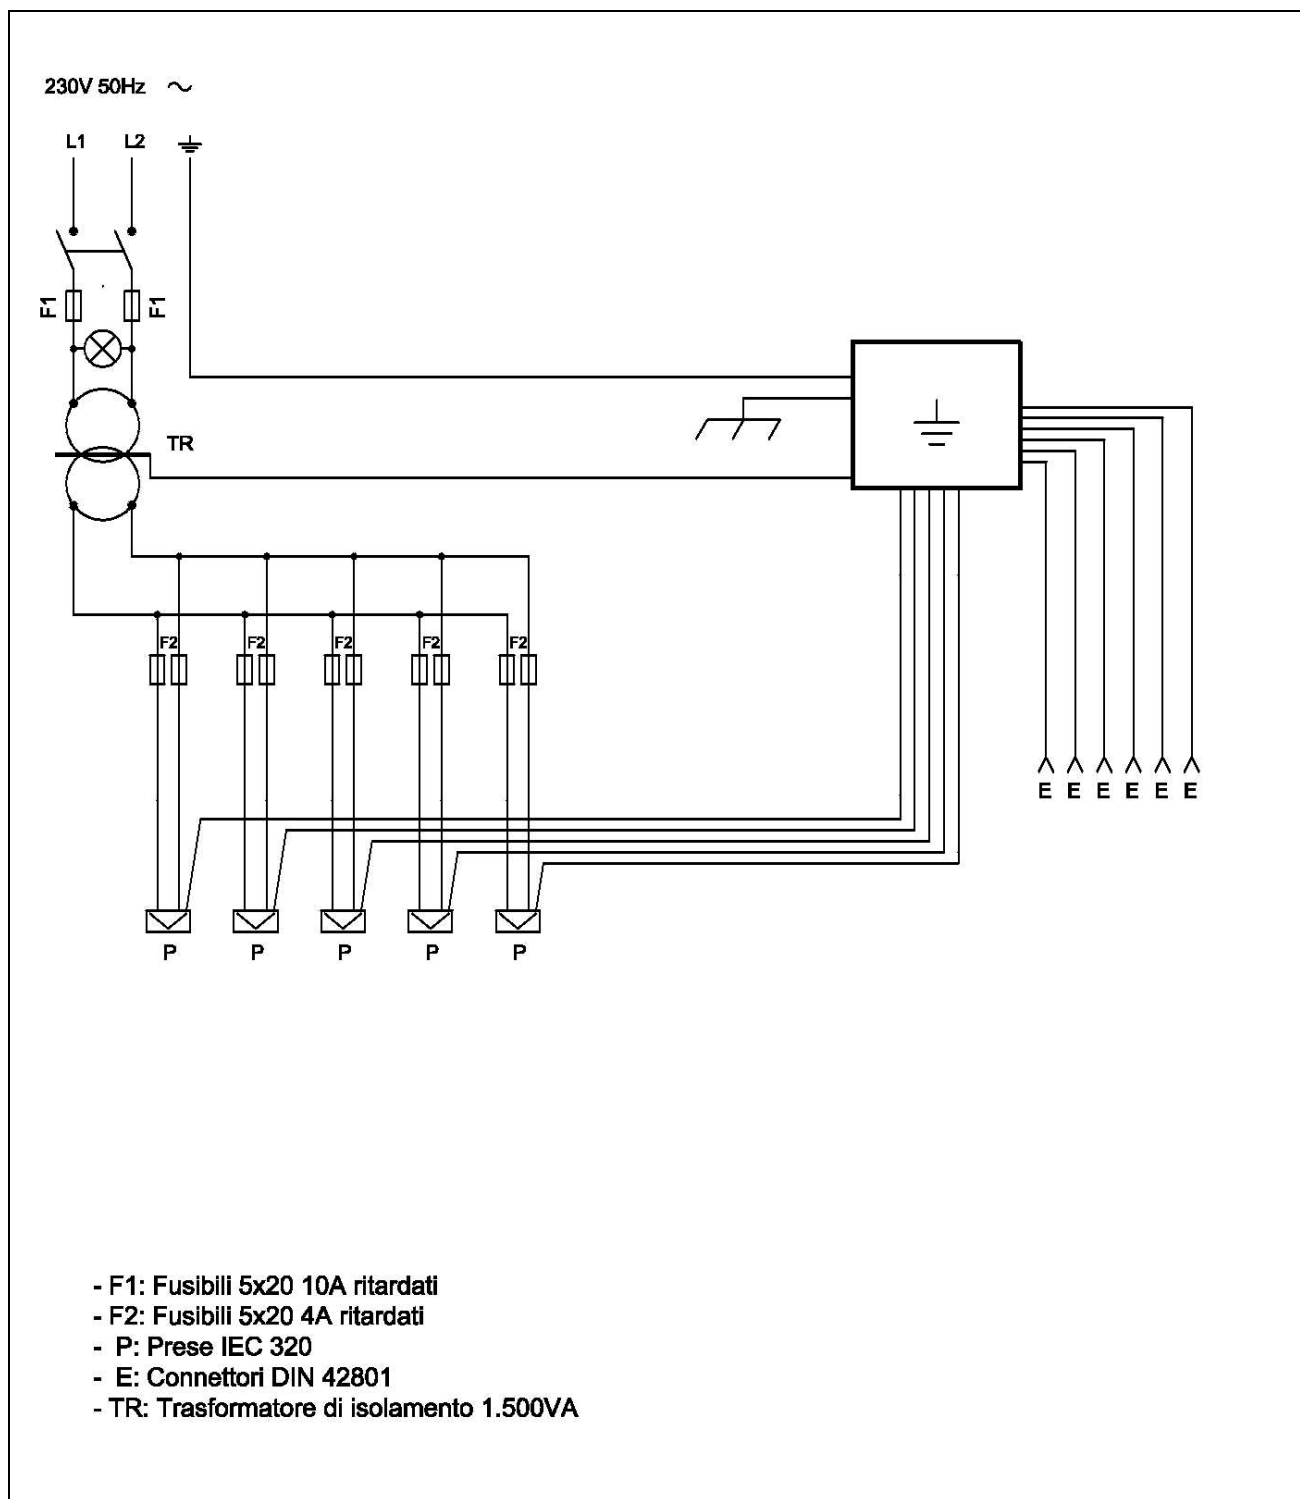 230V 50Hz ~
L1 L2
F1 F1
TR
F2 F2 F2 F2 F2
E E E E E E
P P P P P
- F1: Fusibili 5x20 10A ritardati
- F2: Fusibili 5x20 4A ritardati
- P: Prese IEC 320
- E: Connettori DIN 42801
- TR: Trasformatore di isolamento 1.500VA